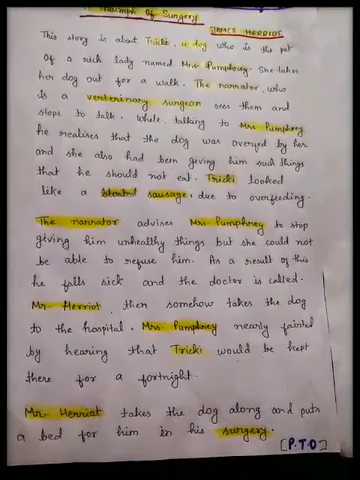 A Triumph Of Surgery
JAMES HERRIOT
This story is about Tricki, a dog who is the pet
of a rich lady named Mrs. Pumphrey. She takes
her dog out for a walk. The narrator, who
is a verterinary surgeon sees them and
stops to talk. While, talking to Mrs Pumphrey
he realises that the dog was overfed by her
and she also had been giving him such things
that he should not eat. Tricki looked
like a bloated sausage, due to overfeeding.
The narrator advises Mrs. Pumphrey to stop
giving him unhealthy things but she could not
be able to refuse him. As a result of this
he falls sick and the doctor is called.
Mr. Herriot, then somehow takes the dog
to the hospital. Mrs. Pumphrey nearly fainted
by hearing that Tricki would be kept
there for a fortnight.
Mr. Herriot takes the dog along and puts
a bed for him in his surgery.
[P.T.O]